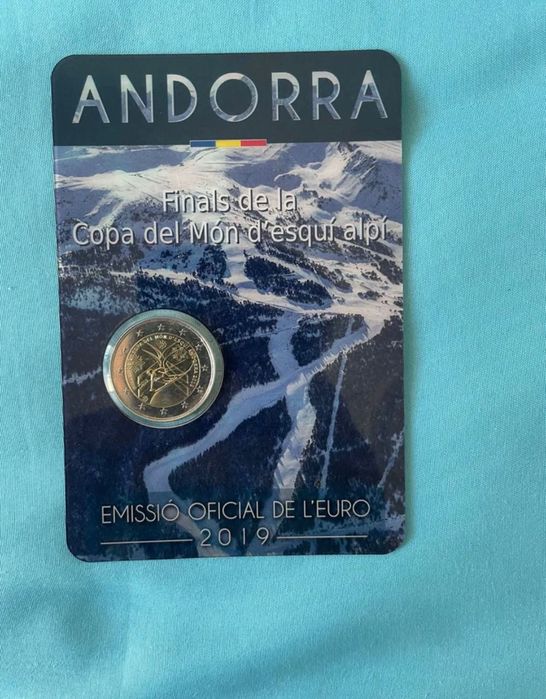 ANDORRA
Finals de la
Copa del Món d'esquí alpí
EMISSIÓ OFICIAL DE L'EURO
2019